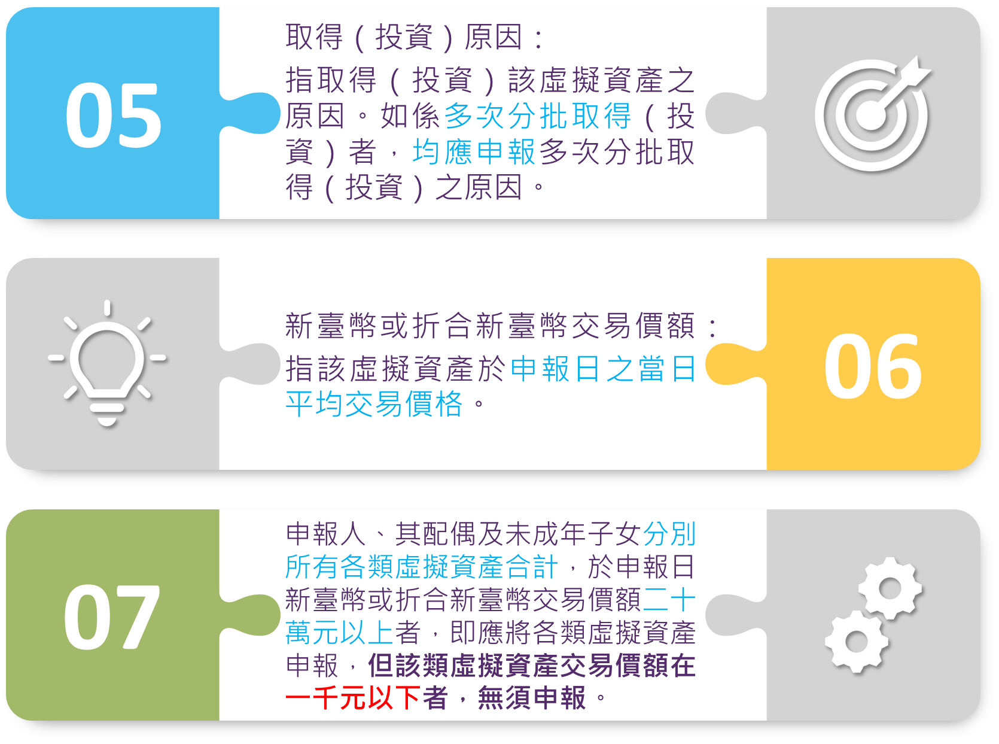 05
取得(投資)原因：
指取得(投資)該虛擬資產之
原因。如係多次分批取得(投
資)者，均應申報多次分批取
得(投資)之原因。
新臺幣或折合新臺幣交易價額：
指該虛擬資產於申報日之當日
平均交易價格。
06
07
申報人、其配偶及未成年子女分別
所有各類虛擬資產合計，於申報日
新臺幣或折合新臺幣交易價額二十
萬元以上者，即應將各類虛擬資產
申報，但該類虛擬資產交易價額在
一千元以下者，無須申報。